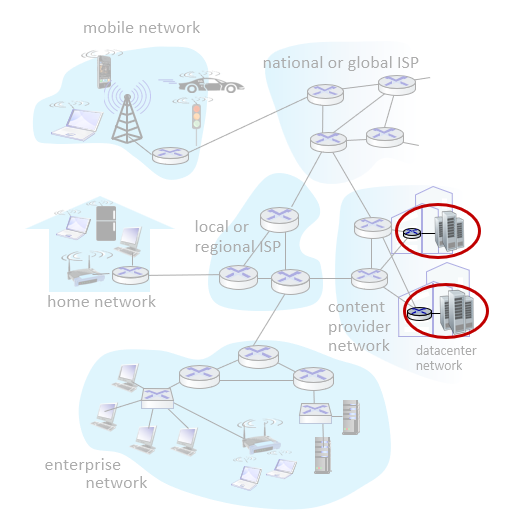 mobile network
national or global ISP
local or
regional ISP
home network
content
provider
network
datacenter
network
enterprise
network